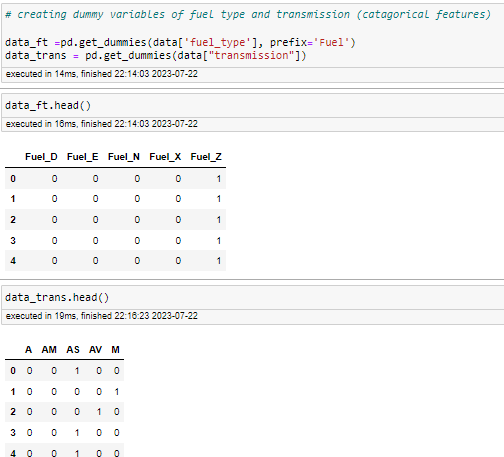 # creating dummy variables of fuel type and transmission (catagorical features)
data_ft =pd.get_dummies(data['fuel_type'], prefix='Fuel')
data_trans = pd.get_dummies(data["transmission"])
executed in 14ms, finished 22:14:03 2023-07-22
data_ft.head()
executed in 16ms, finished 22:14:03 2023-07-22
Fuel_D Fuel_E Fuel_N Fuel_X Fuel_Z
0 0 0 0 0 1
1 0 0 0 0 1
2 0 0 0 0 1
3 0 0 0 0 1
4 0 0 0 0 1
data_trans.head()
executed in 19ms, finished 22:16:23 2023-07-22
A AM AS AV M
0 0 0 1 0 0
1 0 0 0 0 1
2 0 0 0 1 0
3 0 0 1 0 0
4 0 0 1 0 0